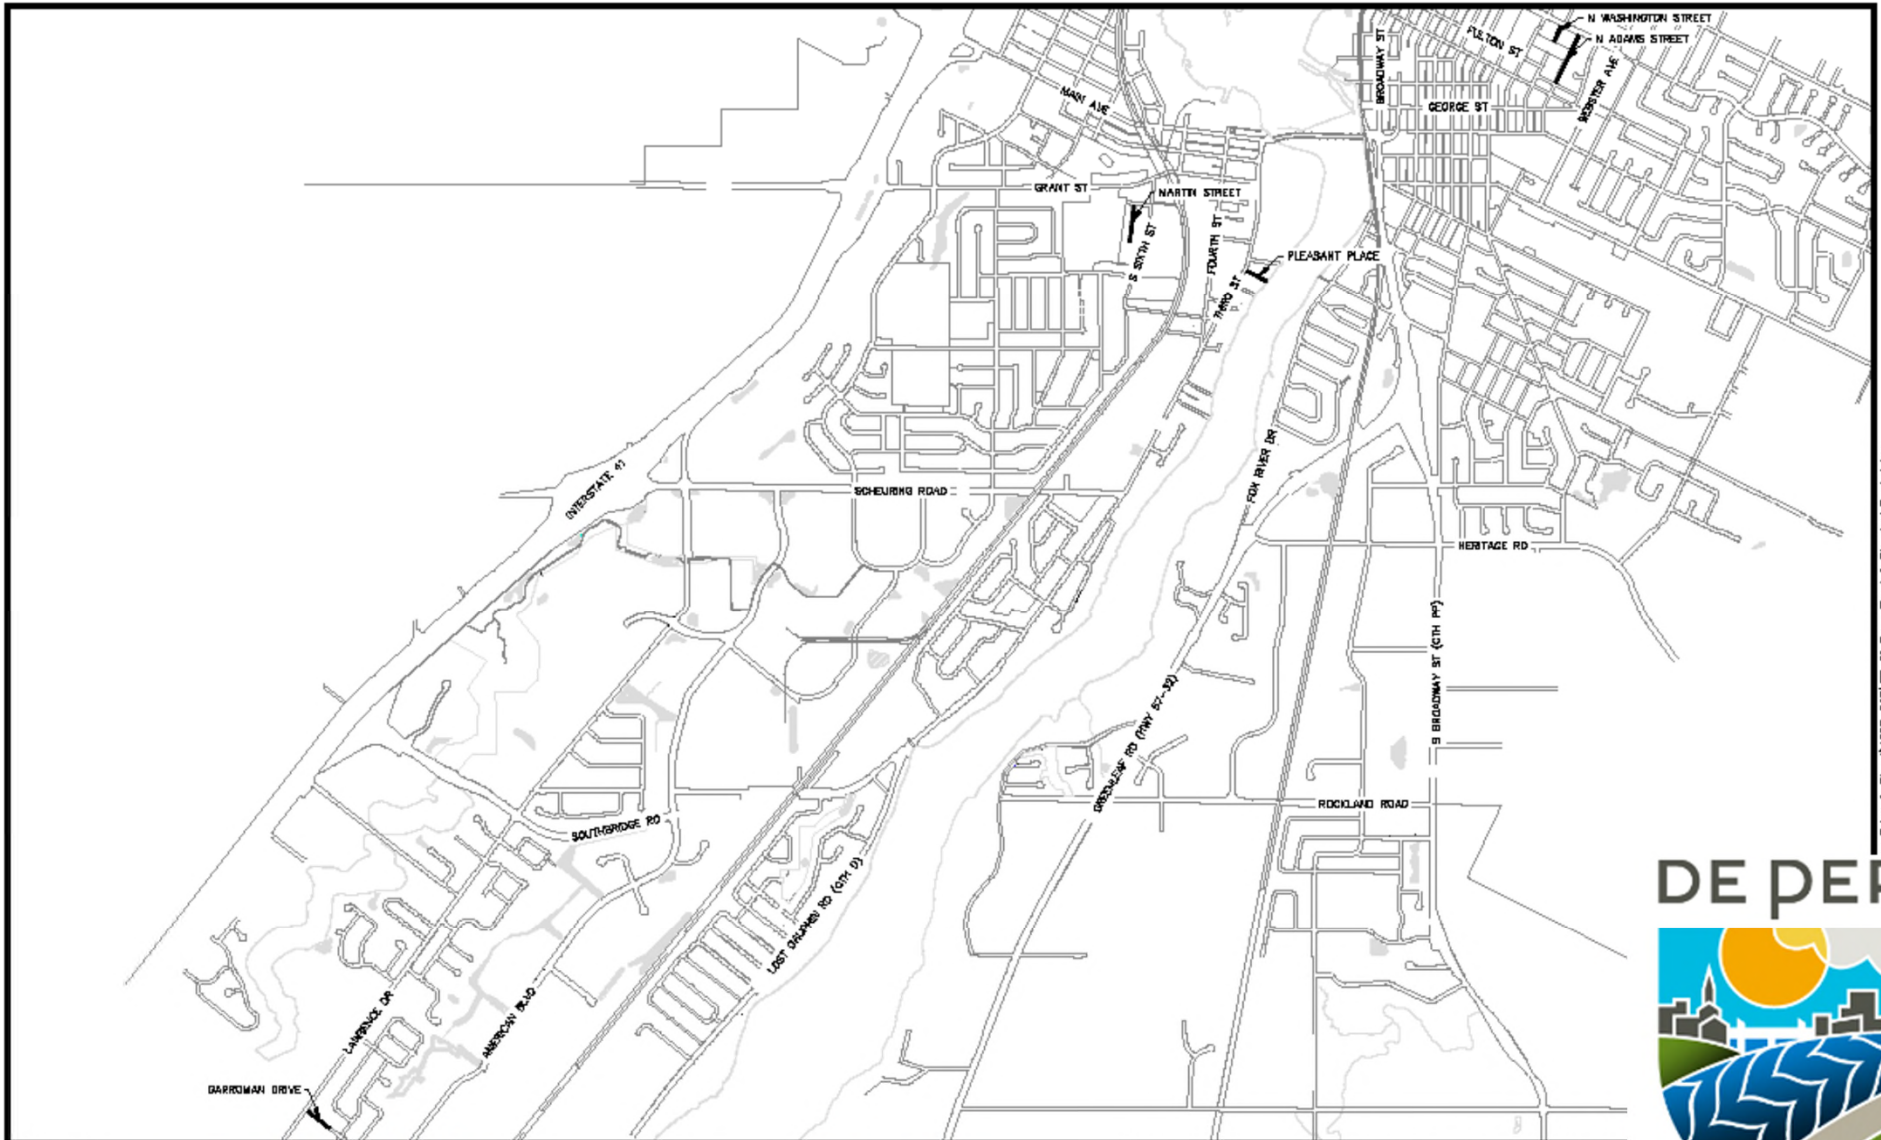 N WASHINGTON STREET
N ADAMS STREET
FULTON ST
BROADWAY ST
WEBSTER AVE
MAIN AVE
GEORGE ST
GRANT ST
MARTIN STREET
S SIXTH ST
FOURTH ST
PLEASANT PLACE
THIRD ST
INTERSTATE 41
SCHEURING ROAD
FOX RIVER DR
HERITAGE RD
S BROADWAY ST (CTH PP)
GREENLEAF RD (HWY 57-32)
ROCKLAND ROAD
SOUTHBRIDGE RD
LOST DAUPHIN RD (CTH D)
LAWRENCE DR
AMERICAN BLVD
GARROMAN DRIVE
DE PER